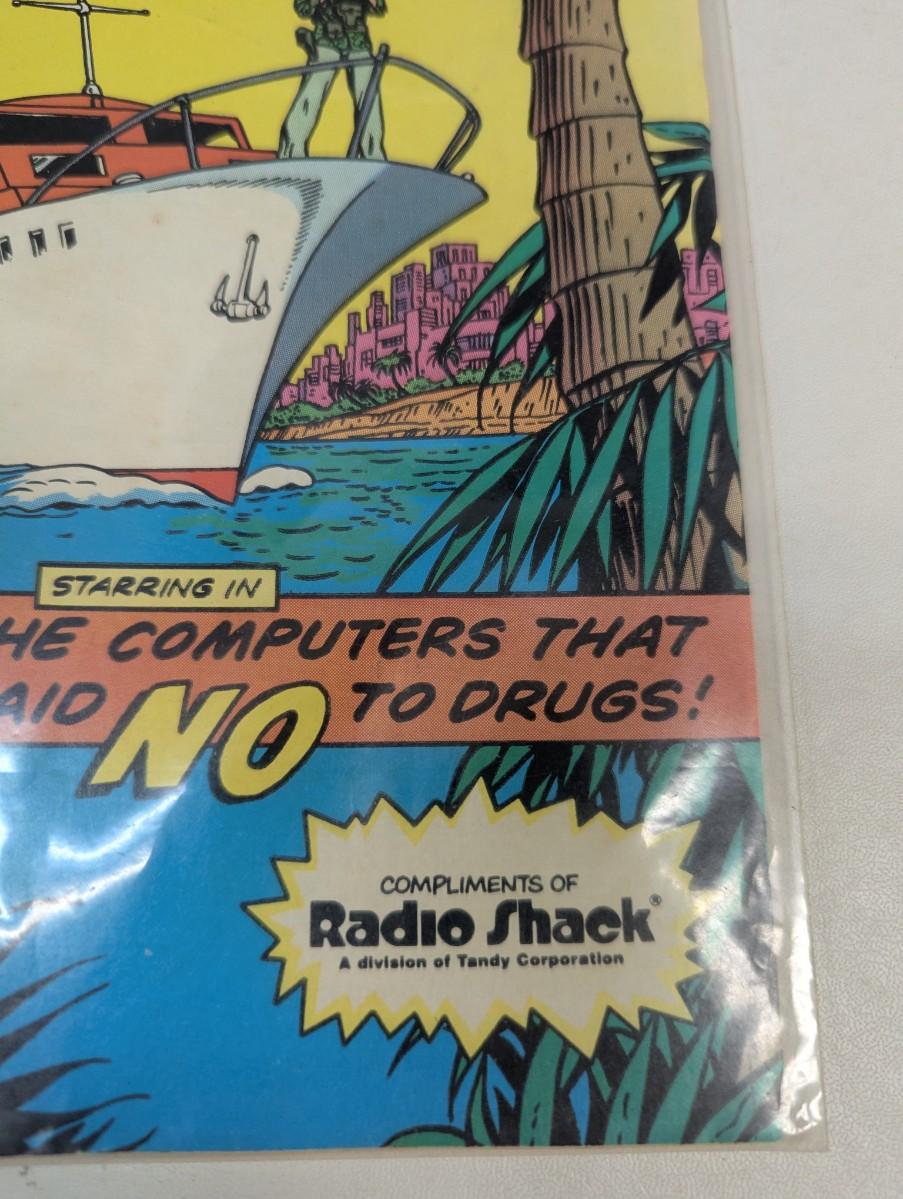 STARRING IN
HE COMPUTERS THAT
AID NO TO DRUGS!
COMPLIMENTS OF
Radio Shack®
A division of Tandy Corporation